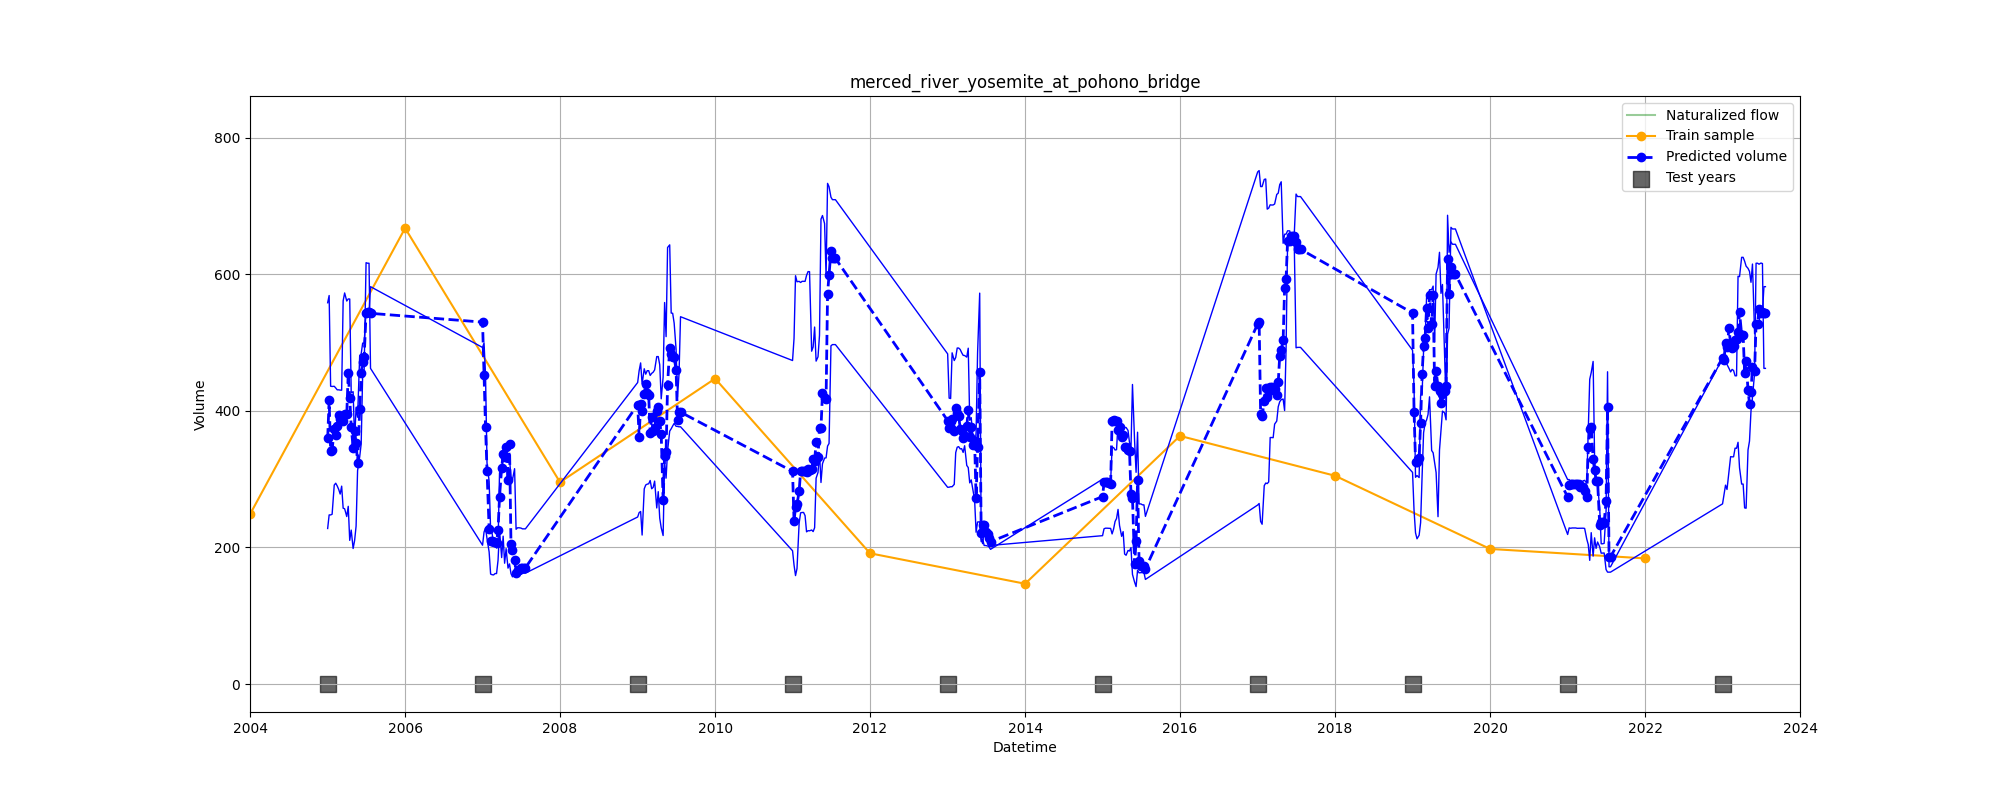 merced_river_yosemite_at_pohono_bridge
Naturalized flow
Train sample
Predicted volume
Test years
800
600
400
200
0
Volume
2004 2006 2008 2010 2012 2014 2016 2018 2020 2022 2024
Datetime